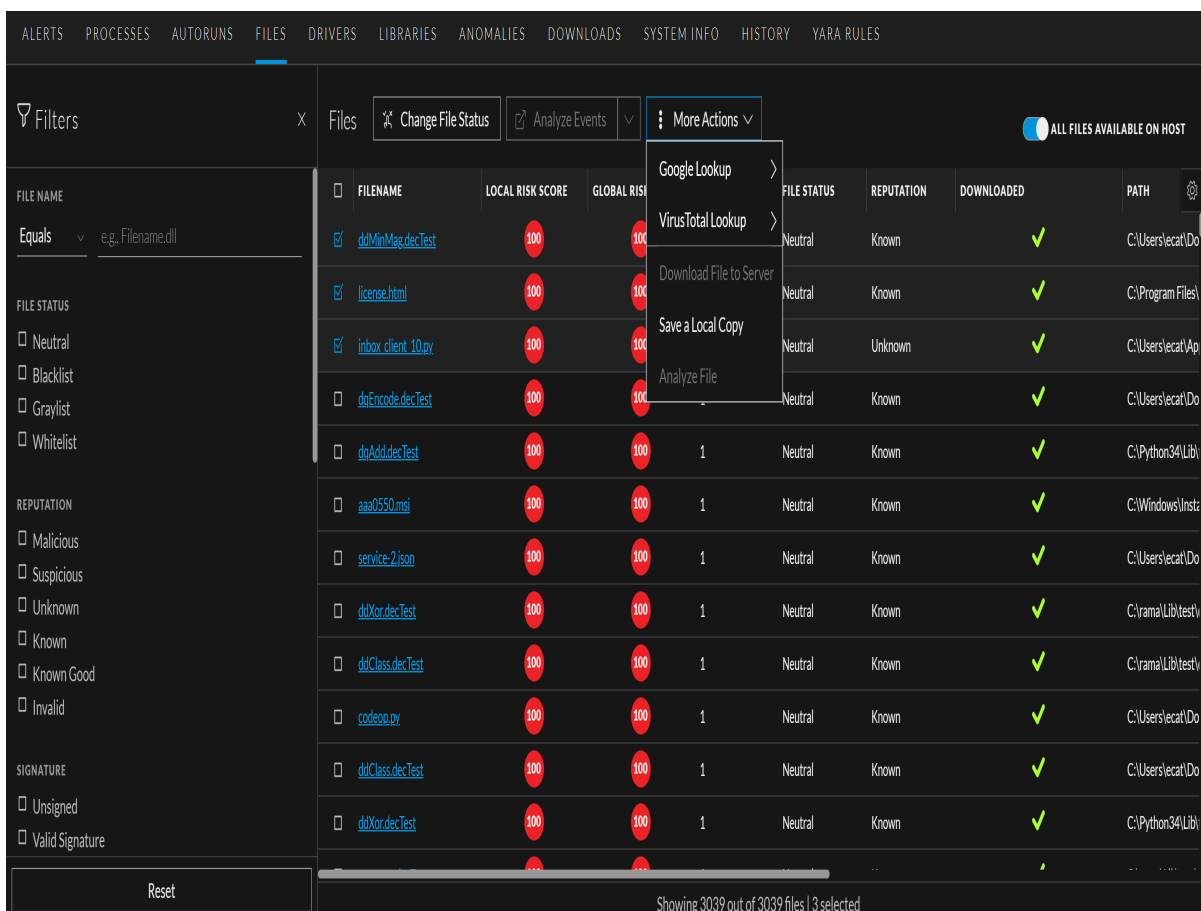 ALERTS PROCESSES AUTORUNS FILES DRIVERS LIBRARIES ANOMALIES DOWNLOADS SYSTEM INFO HISTORY YARA RULES
Filters
FILE NAME
Equals e.g., Filename.dll
FILE STATUS
Neutral
Blacklist
Graylist
Whitelist
REPUTATION
Malicious
Suspicious
Unknown
Known
Known Good
Invalid
SIGNATURE
Unsigned
Valid Signature
Reset
Files Change File Status Analyze Events More Actions
ALL FILES AVAILABLE ON HOST
Google Lookup
VirusTotal Lookup
Download File to Server
Save a Local Copy
Analyze File
FILENAME LOCAL RISK SCORE GLOBAL RISK FILE STATUS REPUTATION DOWNLOADED PATH
ddMinMag.decTest 100 100 Neutral Known C:\Users\ecat\Do
license.html 100 100 Neutral Known C:\Program Files\
inbox_client_10.py 100 100 Neutral Unknown C:\Users\ecat\Ap
dqEncode.decTest 100 100 Neutral Known C:\Users\ecat\Do
dqAdd.decTest 100 100 1 Neutral Known C:\Python34\Lib\
aaa0550.msi 100 100 1 Neutral Known C:\Windows\Insta
service-2.json 100 100 1 Neutral Known C:\Users\ecat\Do
ddXor.decTest 100 100 1 Neutral Known C:\rama\Lib\test\
ddClass.decTest 100 100 1 Neutral Known C:\rama\Lib\test\
codeop.py 100 100 1 Neutral Known C:\Users\ecat\Do
ddClass.decTest 100 100 1 Neutral Known C:\Users\ecat\Do
ddXor.decTest 100 100 1 Neutral Known C:\Python34\Lib\
Showing 3039 out of 3039 files | 3 selected